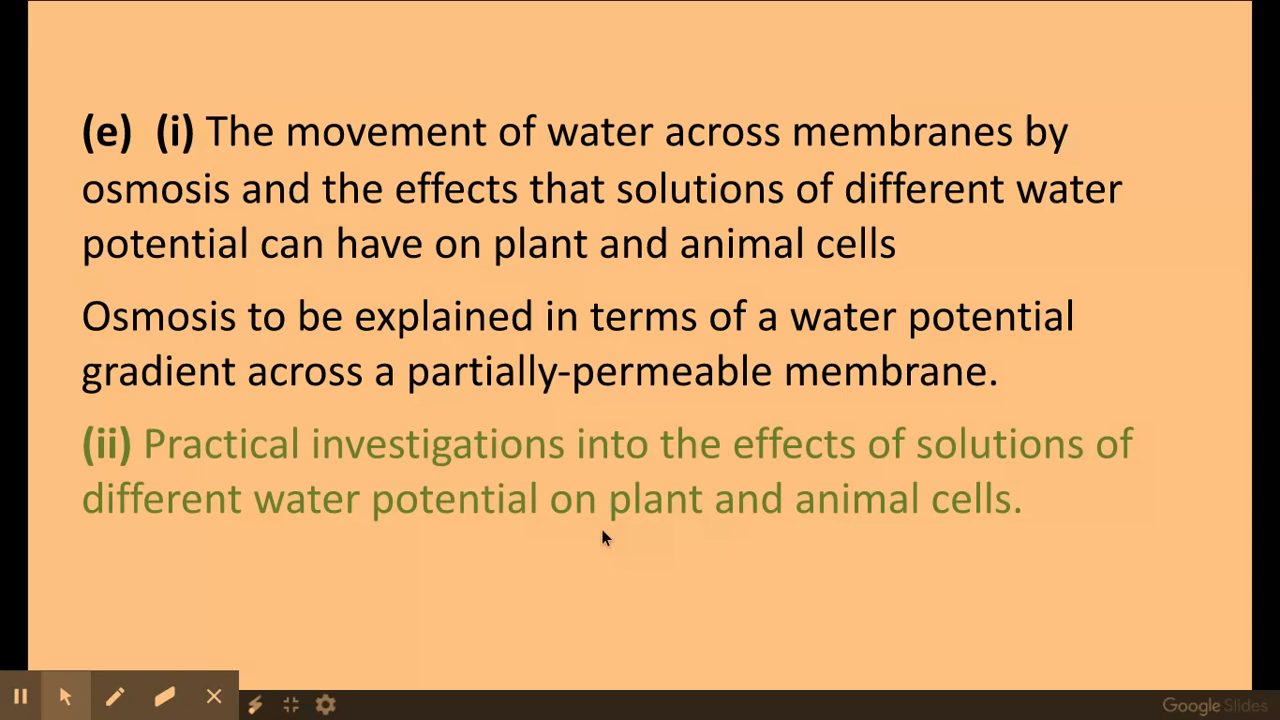 (e) (i) The movement of water across membranes by
osmosis and the effects that solutions of different water
potential can have on plant and animal cells
Osmosis to be explained in terms of a water potential
gradient across a partially-permeable membrane.
(ii) Practical investigations into the effects of solutions of
different water potential on plant and animal cells.
Google Slides